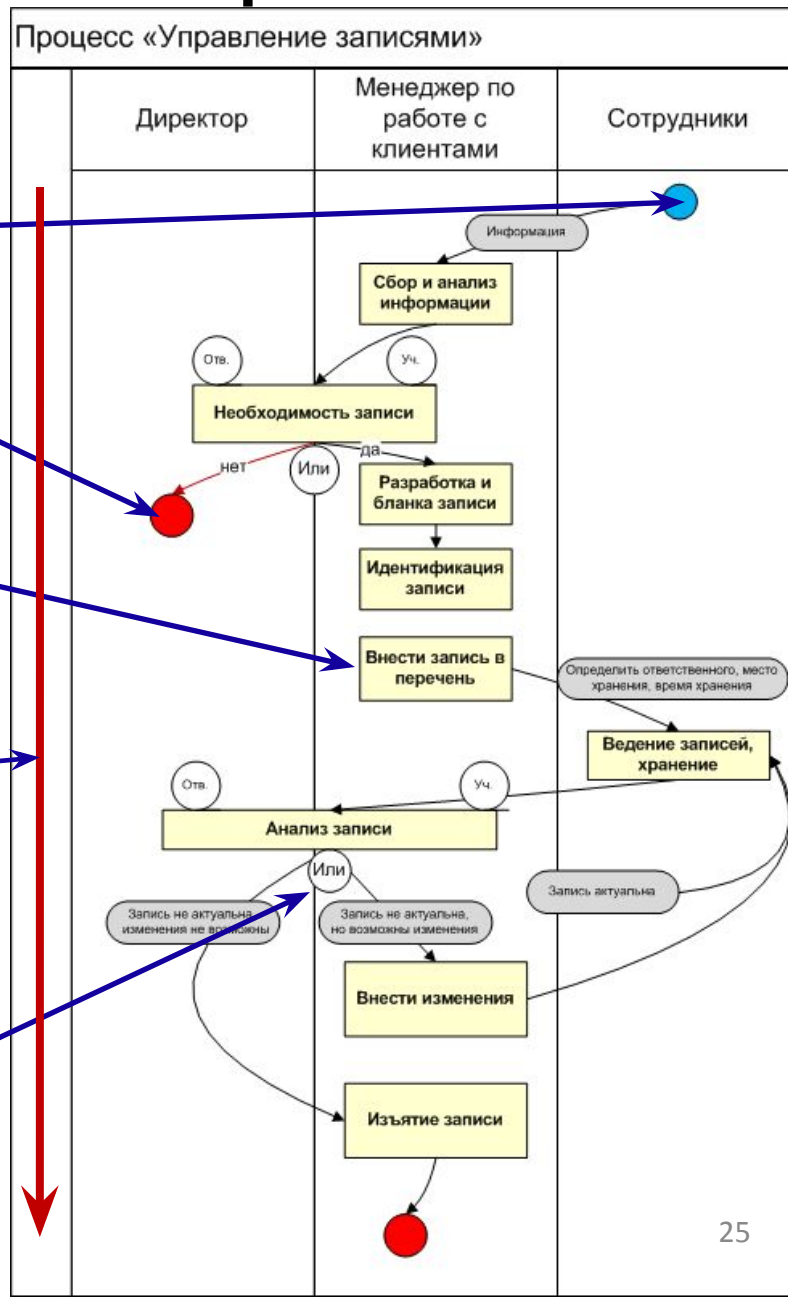 Процесс «Управление записями»
Директор
Менеджер по
работе с
клиентами
Сотрудники
Информация
Сбор и анализ
информации
Отв.
Уч.
Необходимость записи
нет
Или
да
Разработка и
бланка записи
Идентификация
записи
Внести запись в
перечень
Определить ответственного, место
хранения, время хранения
Ведение записей,
хранение
Отв.
Уч.
Анализ записи
Или
Запись актуальна
Запись не актуальна
изменения не возможны
Запись не актуальна,
но возможны изменения
Внести изменения
Изъятие записи
25